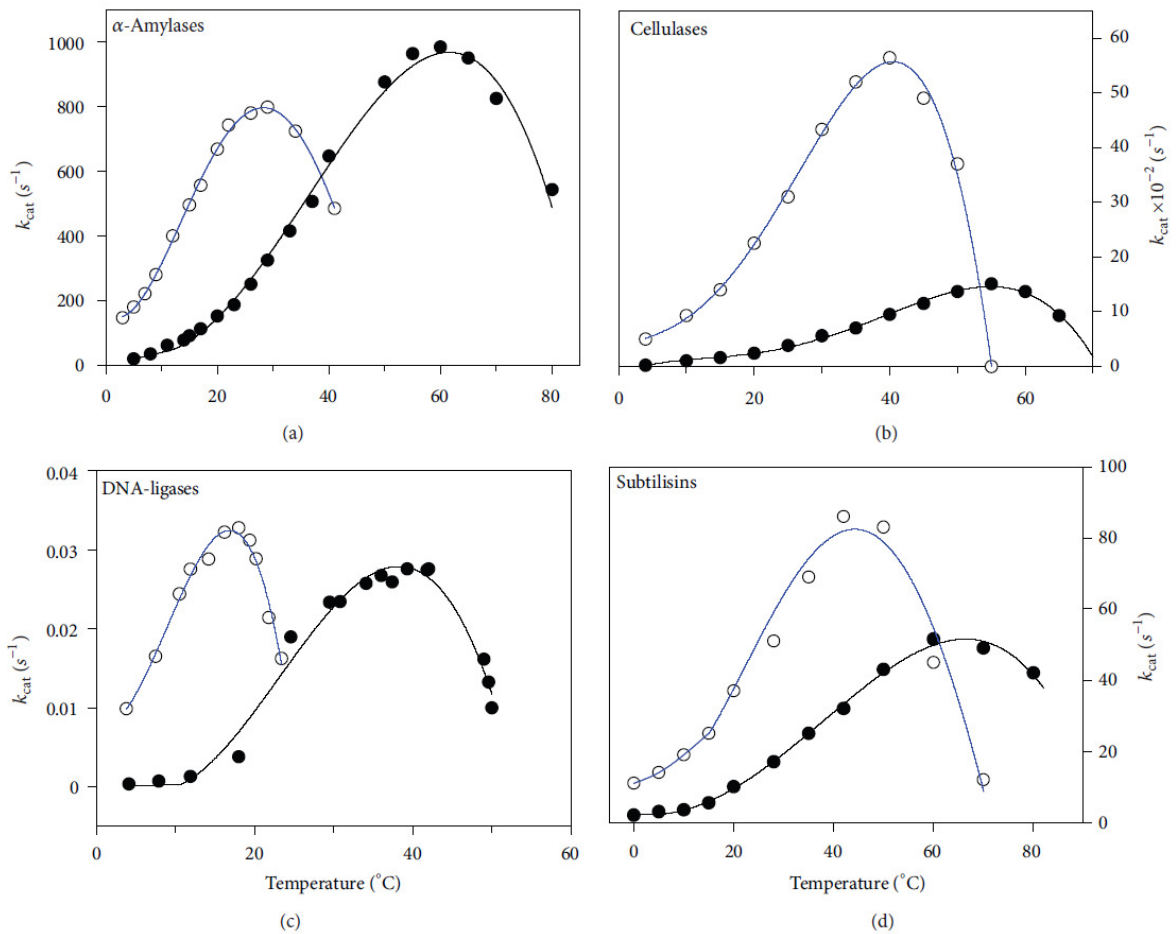 α-Amylases
1000
800
600
400
200
0
k_cat (s⁻¹)
0 20 40 60 80
(a)
Cellulases
60
50
40
30
20
10
0
k_cat ×10⁻² (s⁻¹)
0 20 40 60
(b)
DNA-ligases
0.04
0.03
0.02
0.01
0
k_cat (s⁻¹)
0 20 40 60
Temperature (°C)
(c)
Subtilisins
100
80
60
40
20
0
k_cat (s⁻¹)
0 20 40 60 80
Temperature (°C)
(d)